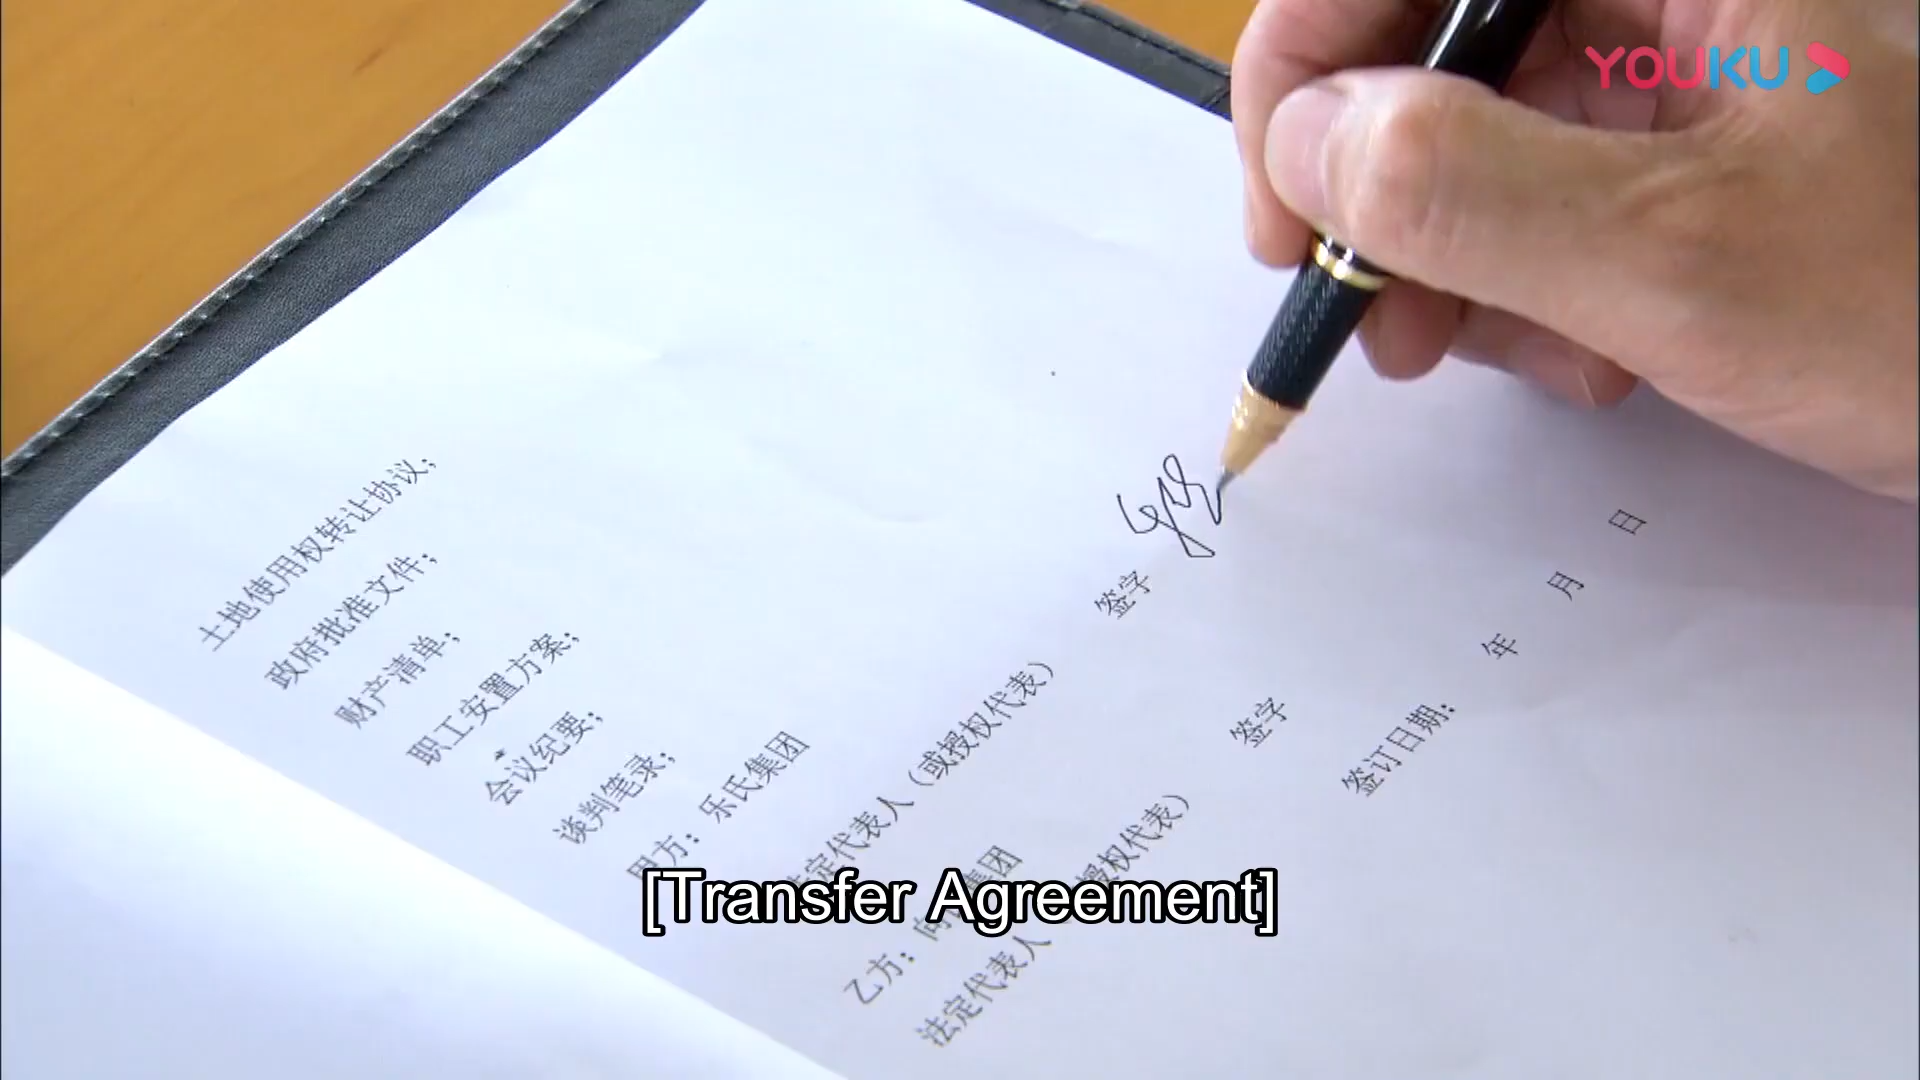 YOUKU
土地使用权转让协议；
政府批准文件；
财产清单；
职工安置方案；
会议纪要；
谈判笔录；
甲方：乐氏集团
定代表人（或授权代表） 签字
乙方：向 集团
法定代表人 授权代表） 签字
签订日期： 年 月 日
[Transfer Agreement]